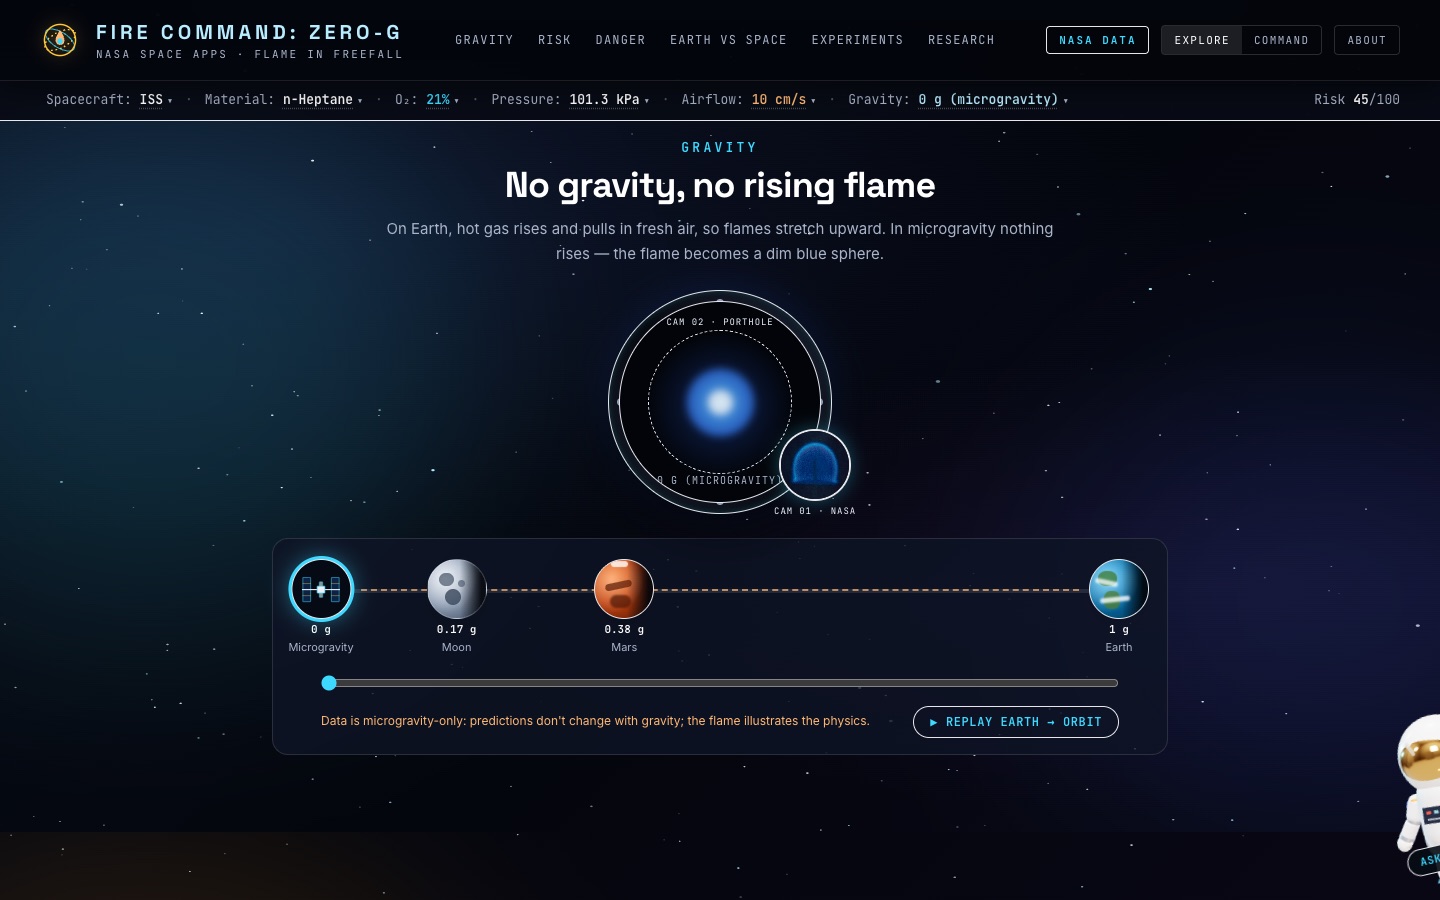 FIRE COMMAND: ZERO-G
NASA SPACE APPS · FLAME IN FREEFALL
GRAVITY RISK DANGER EARTH VS SPACE EXPERIMENTS RESEARCH
NASA DATA EXPLORE COMMAND ABOUT
Spacecraft: ISS ▾ · Material: n-Heptane ▾ · O₂: 21% ▾ · Pressure: 101.3 kPa ▾ · Airflow: 10 cm/s ▾ · Gravity: 0 g (microgravity) ▾ Risk 45/100
GRAVITY
No gravity, no rising flame
On Earth, hot gas rises and pulls in fresh air, so flames stretch upward. In microgravity nothing
rises — the flame becomes a dim blue sphere.
CAM 02 · PORTHOLE
0 G (MICROGRAVITY)
CAM 01 · NASA
0 g 0.17 g 0.38 g 1 g
Microgravity Moon Mars Earth
Data is microgravity-only: predictions don't change with gravity; the flame illustrates the physics.
▶ REPLAY EARTH → ORBIT
ASK